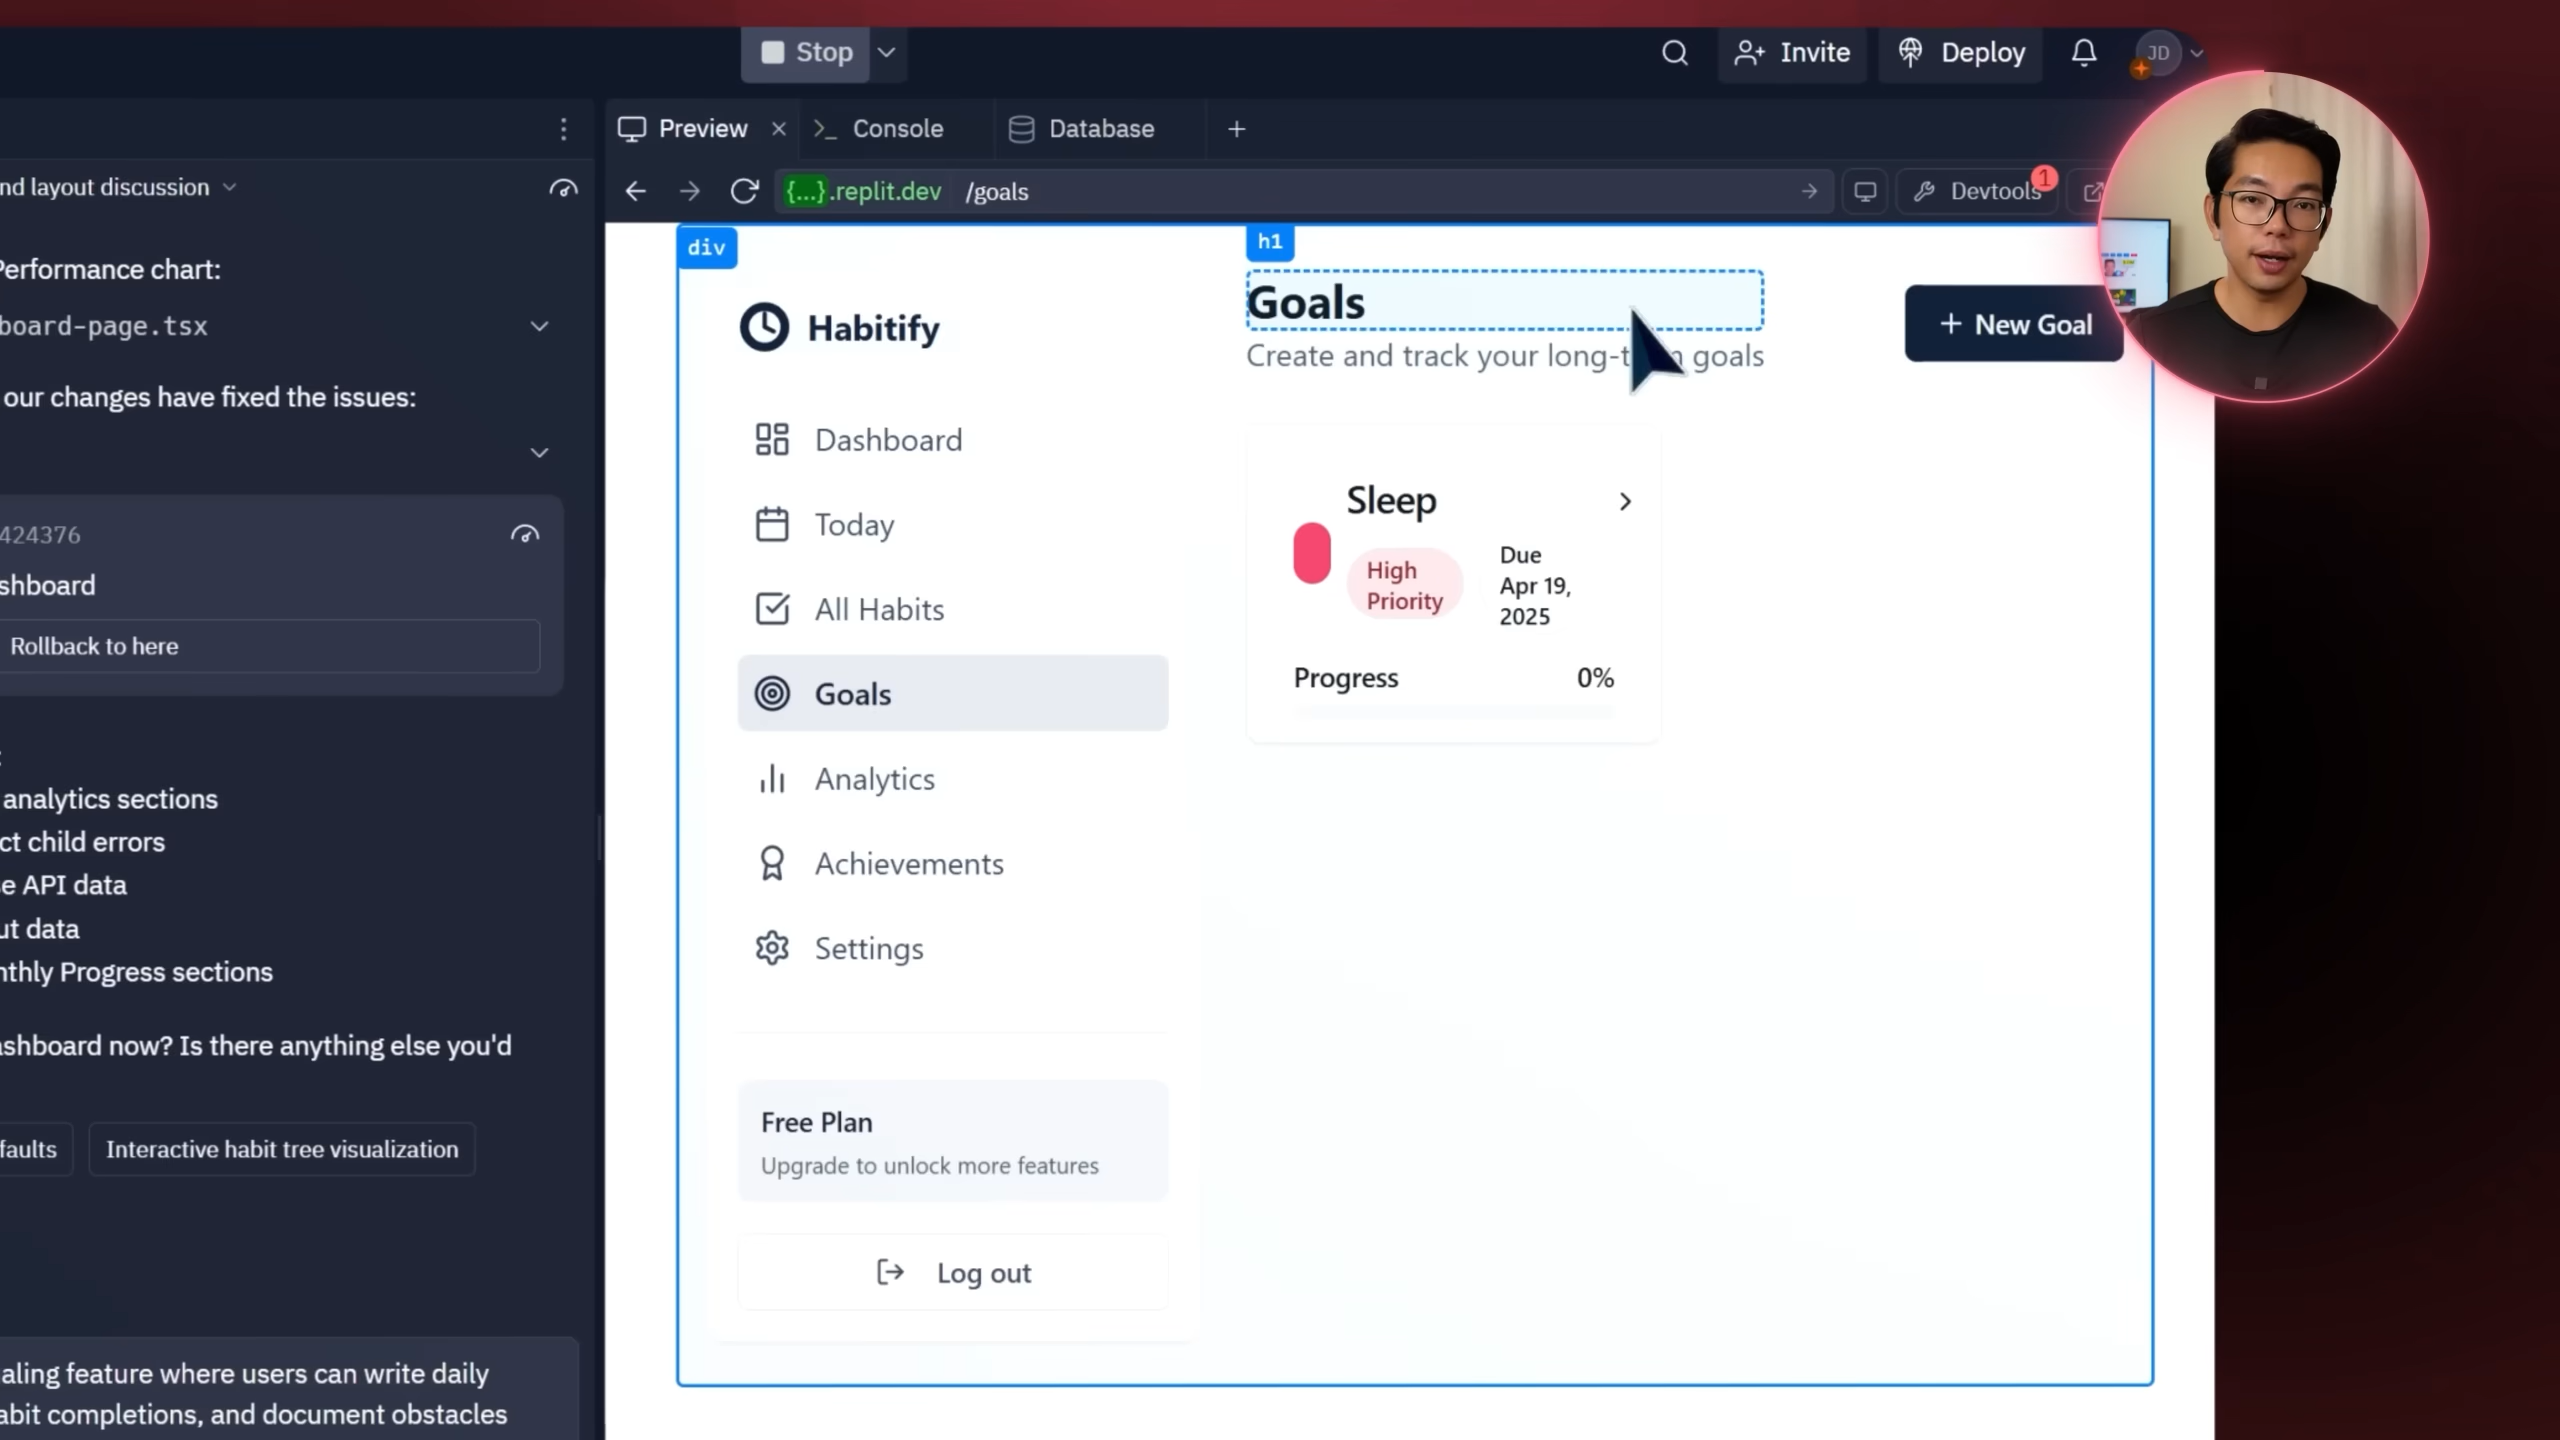 Stop
Invite
Deploy
JD
Preview
Console
Database
nd layout discussion
{...}.replit.dev /goals
Devtools
1
Performance chart:
board-page.tsx
our changes have fixed the issues:
424376
shboard
Rollback to here
:
analytics sections
ct child errors
e API data
ut data
nthly Progress sections
ashboard now? Is there anything else you'd
faults
Interactive habit tree visualization
aling feature where users can write daily
abit completions, and document obstacles
div
Habitify
Dashboard
Today
All Habits
Goals
Analytics
Achievements
Settings
Free Plan
Upgrade to unlock more features
Log out
h1
Goals
Create and track your long-t goals
+ New Goal
Sleep
High
Priority
Due
Apr 19,
2025
Progress 0%